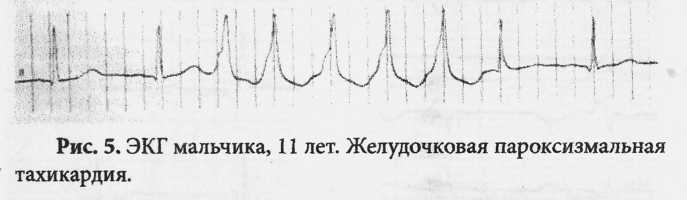 Рис. 5. ЭКГ мальчика, 11 лет. Желудочковая пароксизмальная
тахикардия.